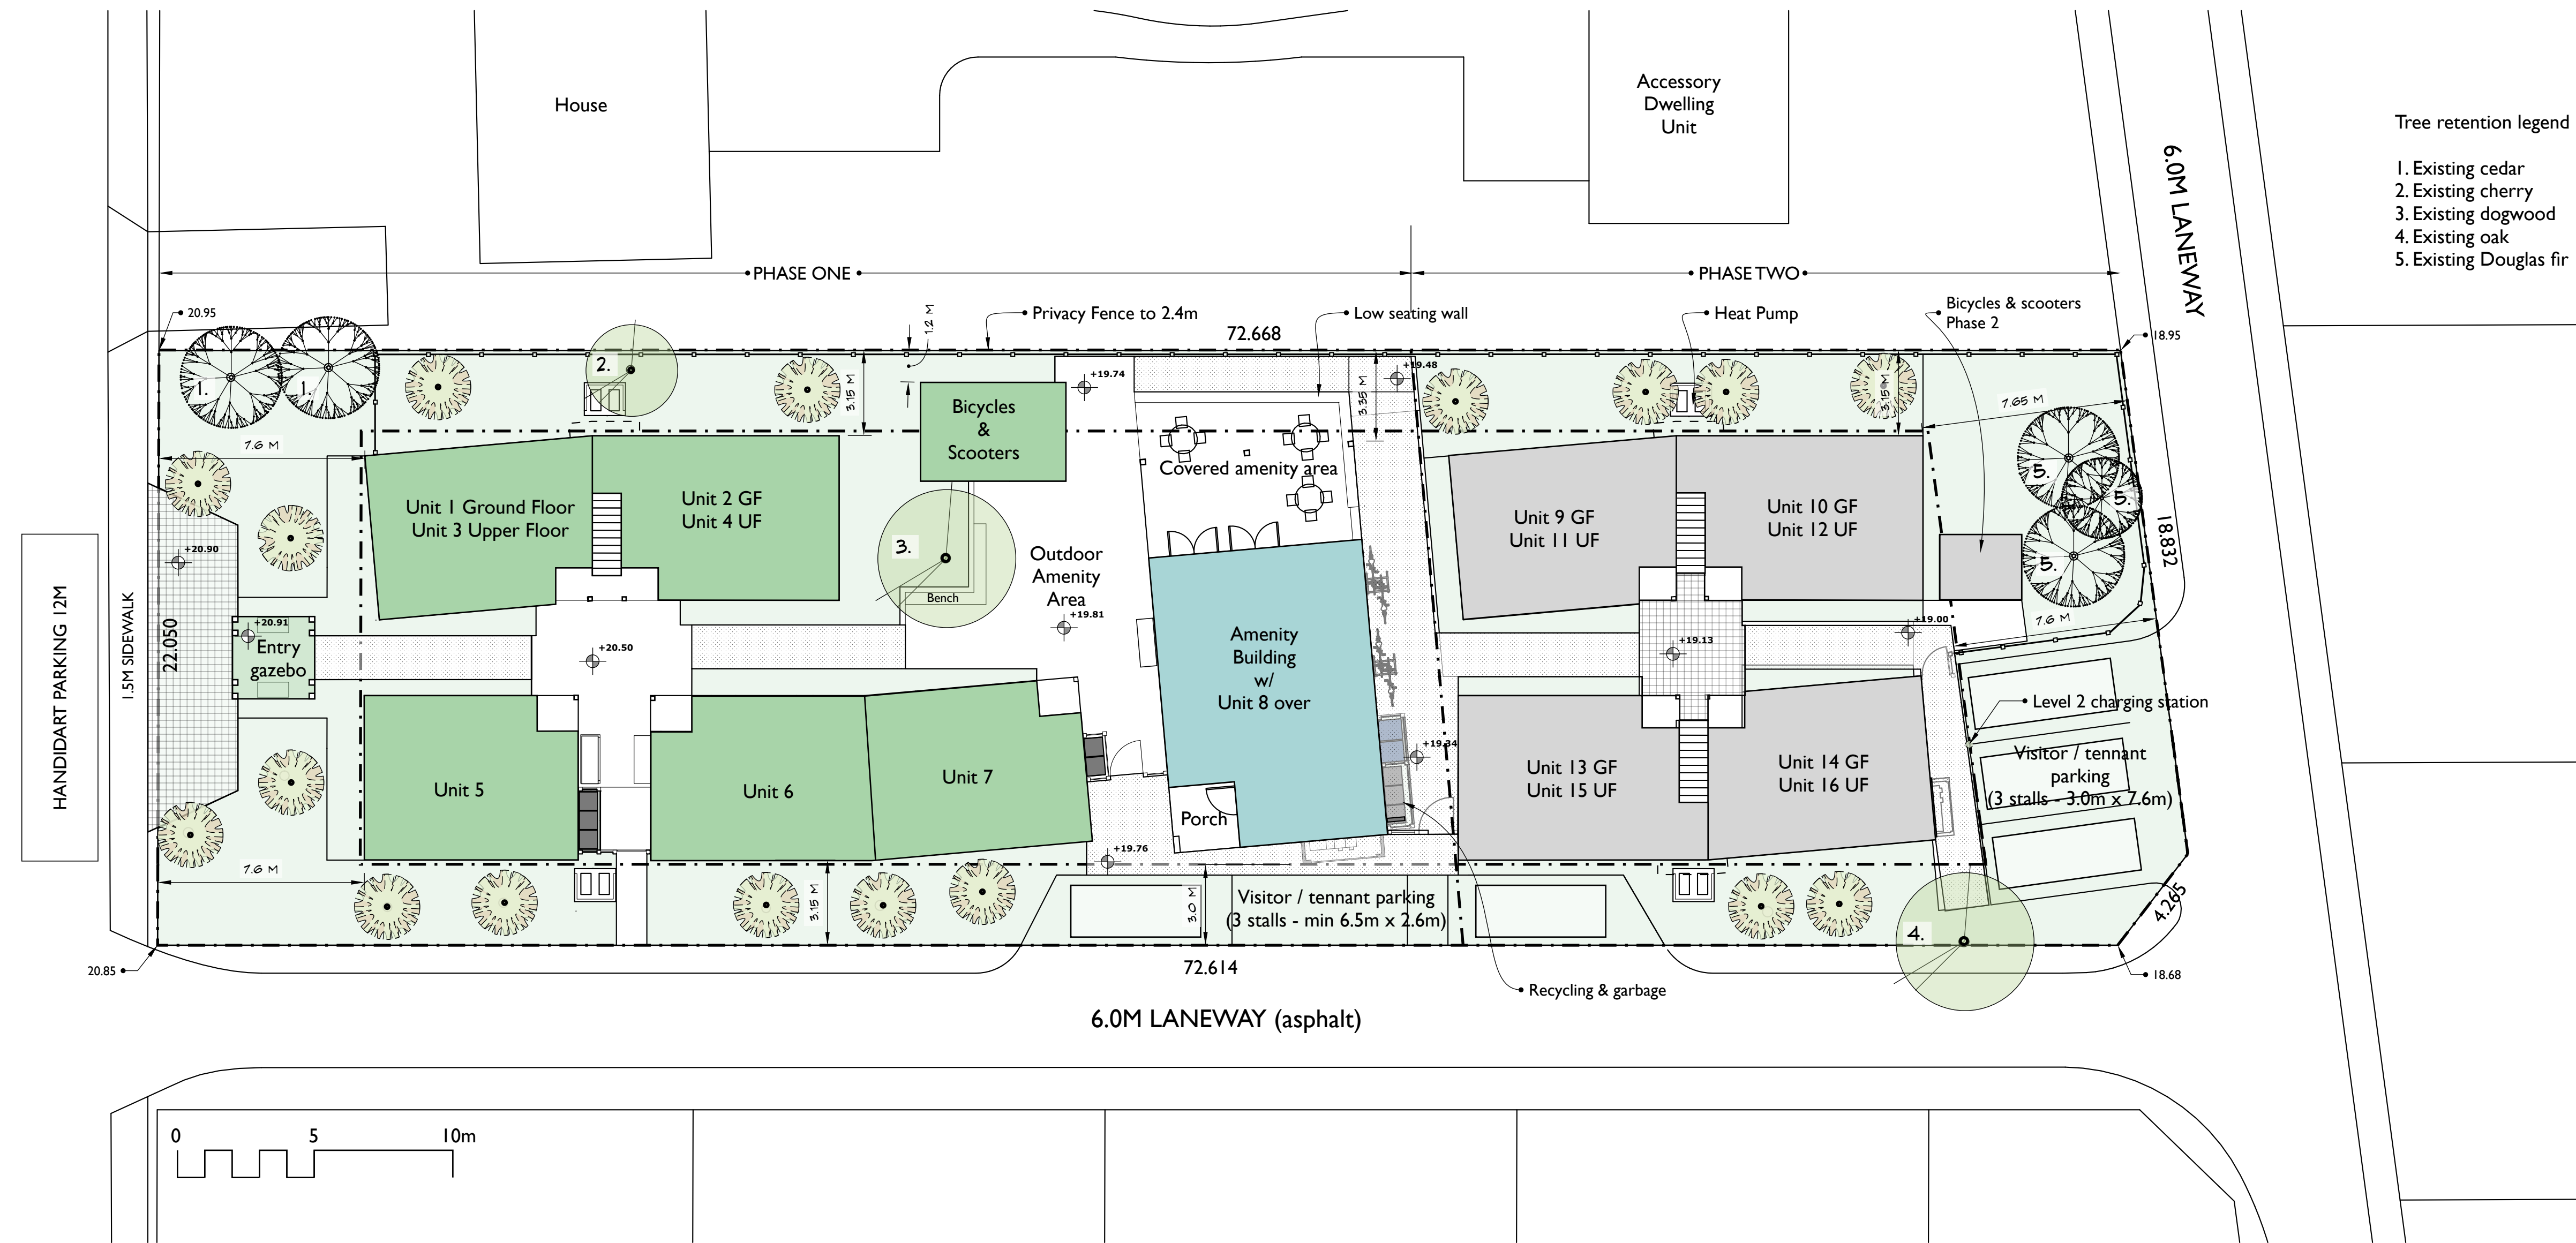 House
Accessory
Dwelling
Unit
6.0M LANEWAY
Tree retention legend
1. Existing cedar
2. Existing cherry
3. Existing dogwood
4. Existing oak
5. Existing Douglas fir
PHASE ONE
PHASE TWO
20.95
1.2 M
Privacy Fence to 2.4m
72.668
Low seating wall
Heat Pump
Bicycles & scooters
Phase 2
18.95
1.
1.
2.
3.15 M
Bicycles
&
Scooters
+19.74
3.35 M
+19.48
3.15 M
7.65 M
7.6 M
Covered amenity area
5.
5.
5.
Unit 1 Ground Floor
Unit 3 Upper Floor
Unit 2 GF
Unit 4 UF
3.
Outdoor
Amenity
Area
Bench
+19.81
Unit 9 GF
Unit 11 UF
Unit 10 GF
Unit 12 UF
18.832
+20.90
HANDIDART PARKING 12M
1.5M SIDEWALK
22.050
+20.91
Entry
gazebo
+20.50
Amenity
Building
w/
Unit 8 over
+19.13
+19.00
7.6 M
Level 2 charging station
Visitor / tennant
parking
(3 stalls - 3.0m x 7.6m)
+19.34
Unit 5
Unit 6
Unit 7
Porch
Unit 13 GF
Unit 15 UF
Unit 14 GF
Unit 16 UF
+19.76
7.6 M
3.15 M
3.0 M
Visitor / tennant parking
(3 stalls - min 6.5m x 2.6m)
4.
4.265
20.85
72.614
18.68
Recycling & garbage
6.0M LANEWAY (asphalt)
0
5
10m